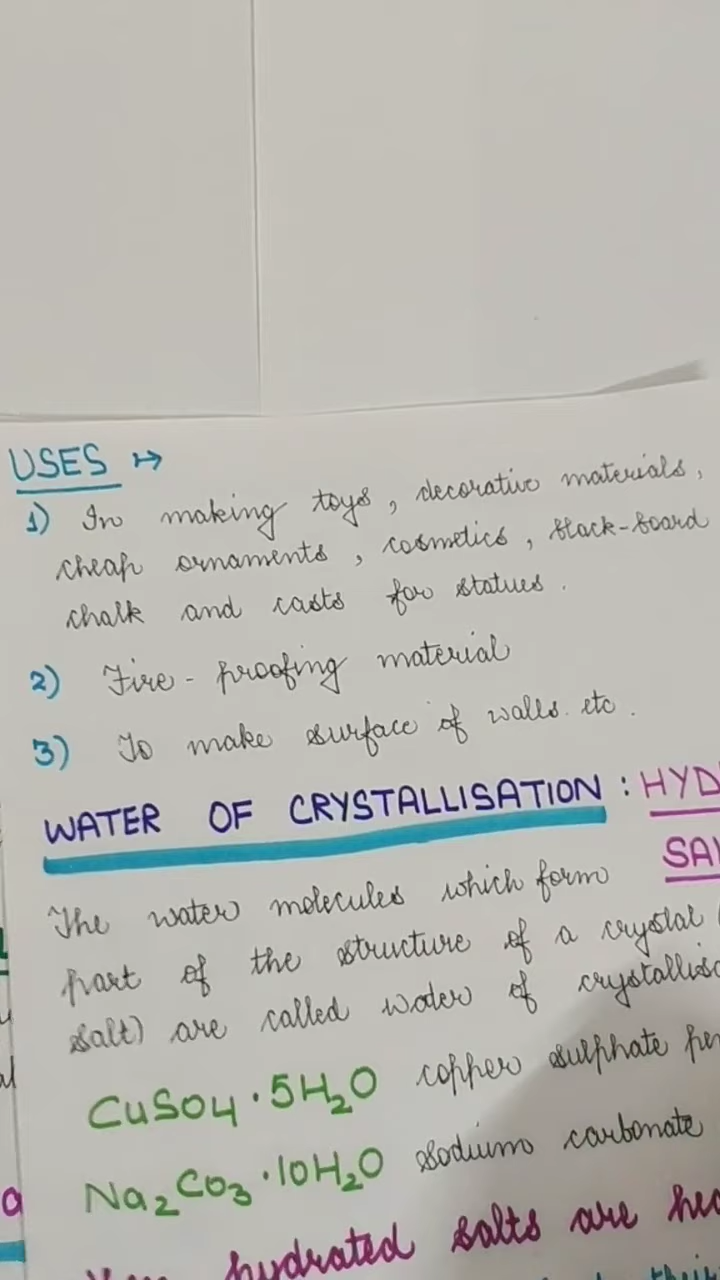 USES ↦
1) In making toys, decorative materials,
cheap ornaments, cosmetics, black-board
chalk and casts for statues.
2) Fire-proofing material
3) To make surface of walls. etc.
WATER OF CRYSTALLISATION : HYD
SA
The water molecules which form
part of the structure of a crystal (
salt) are called water of crystallisa
CuSO4·5H₂O copper sulphate pen
Na₂CO₃·10H₂O sodium carbonate
hydrated salts are hea